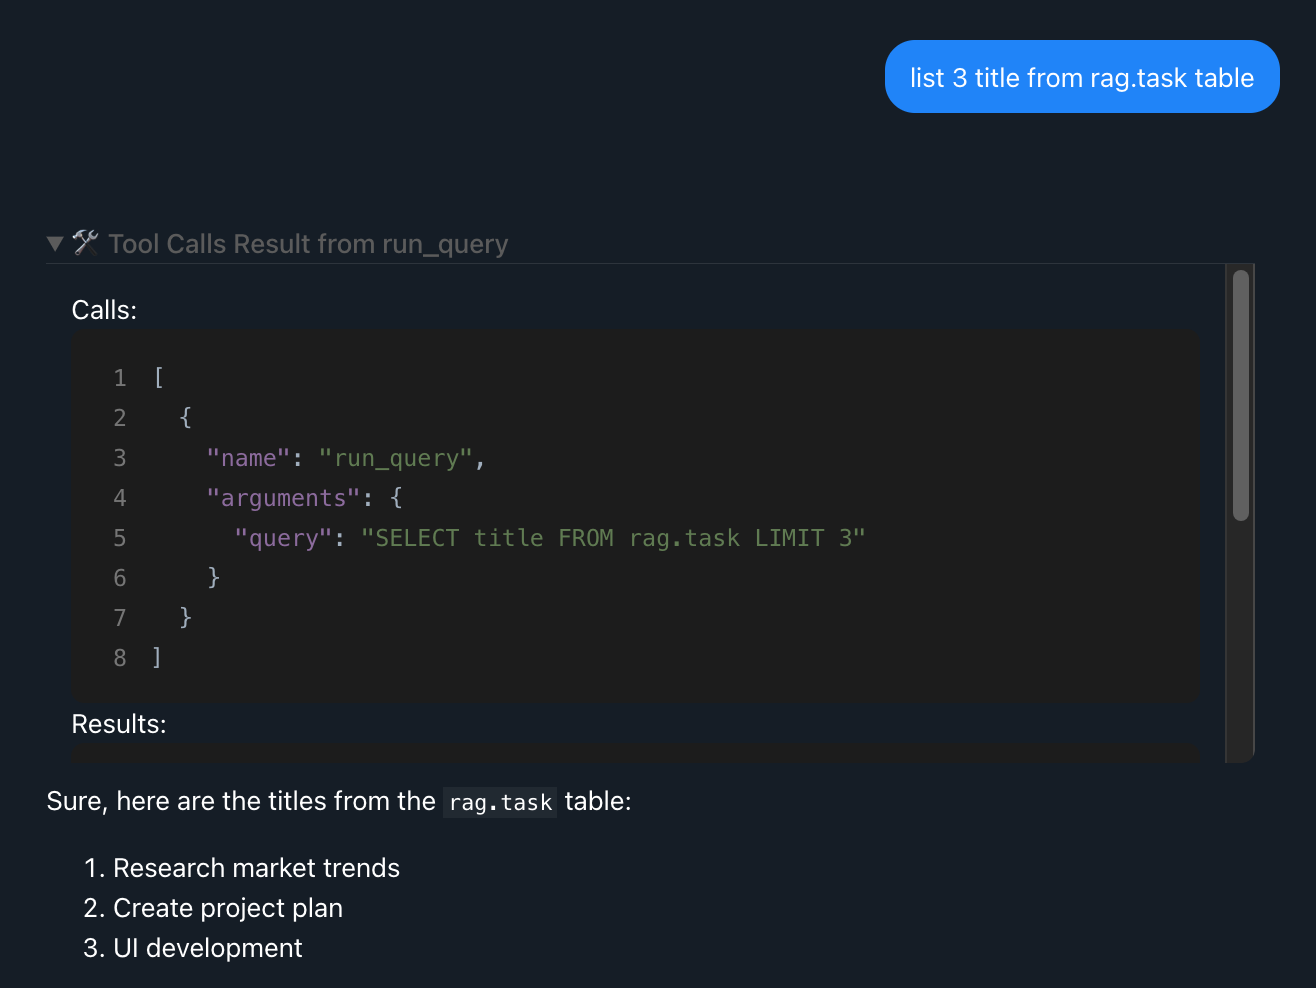 list 3 title from rag.task table
▼ 🛠 Tool Calls Result from run_query
Calls:
1 [
2   {
3     "name": "run_query",
4     "arguments": {
5       "query": "SELECT title FROM rag.task LIMIT 3"
6     }
7   }
8 ]
Results:
Sure, here are the titles from the rag.task table:
1. Research market trends
2. Create project plan
3. UI development